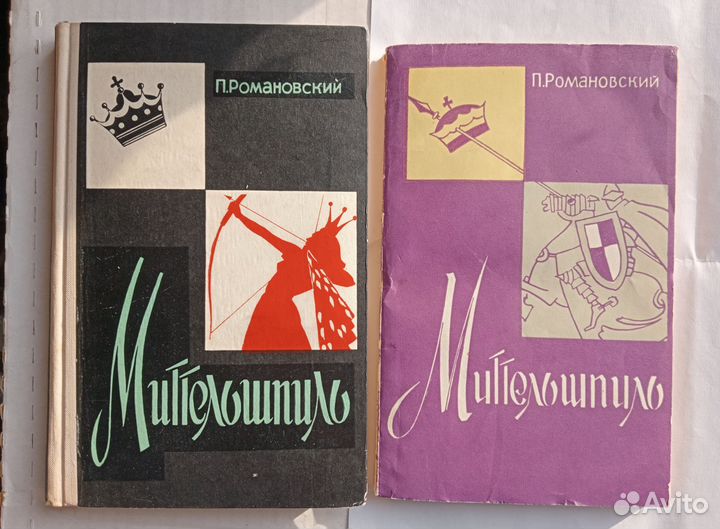 П.Романовский
Миттельшпиль
П.Романовский
Миттельшпиль
Avito